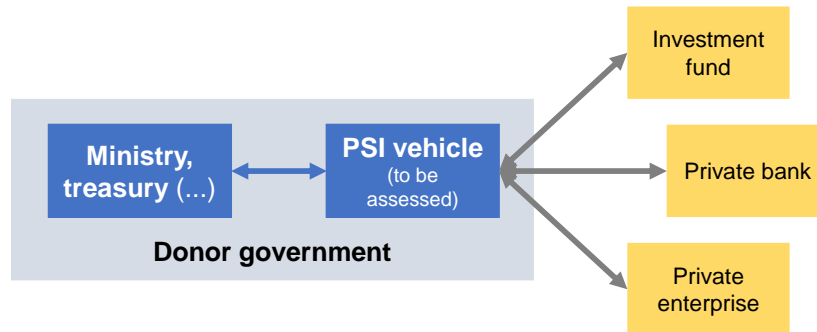 Investment
fund
Ministry,
treasury (...)
PSI vehicle
(to be
assessed)
Private bank
Donor government
Private
enterprise